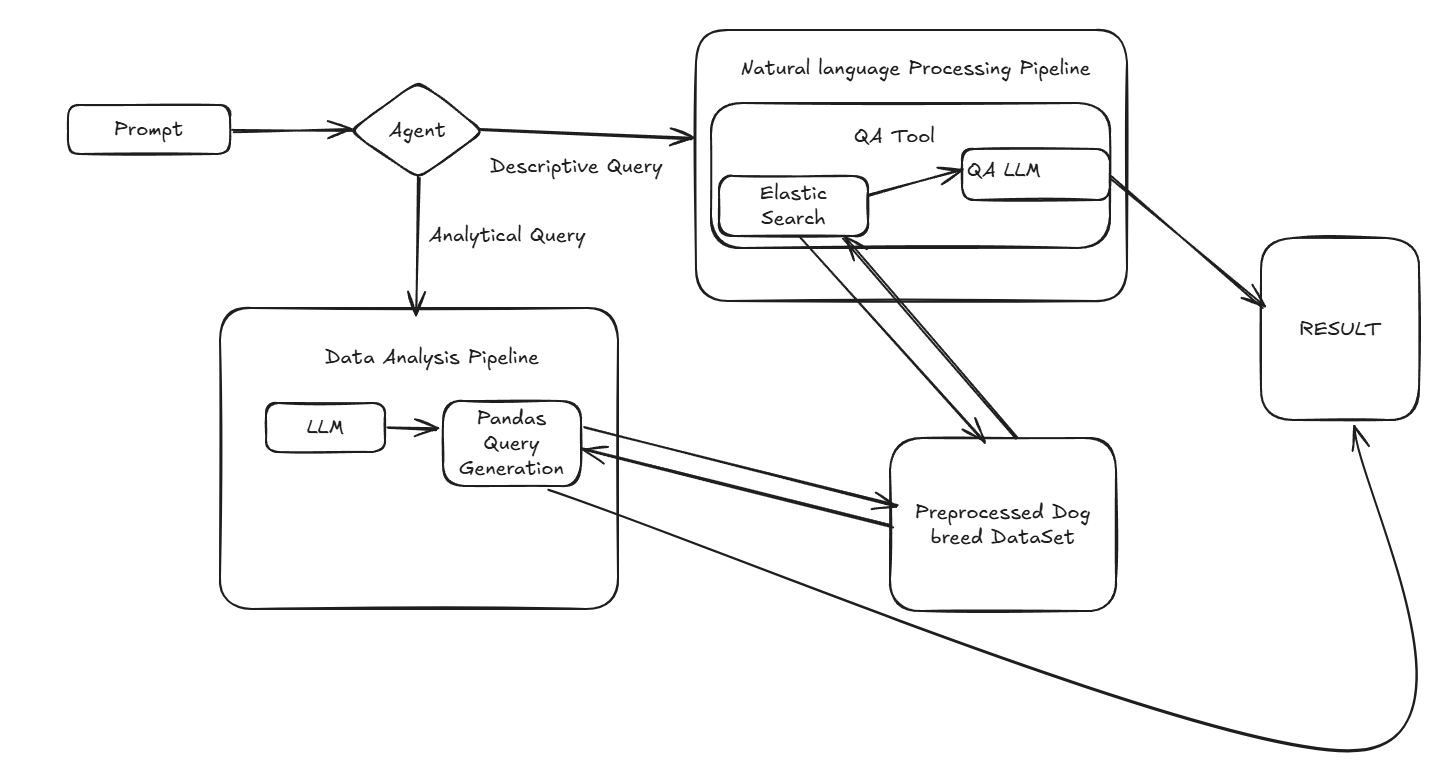 Natural language Processing Pipeline
Prompt
Agent
QA Tool
Descriptive Query
QA LLM
Elastic
Search
Analytical Query
RESULT
Data Analysis Pipeline
LLM
Pandas
Query
Generation
Preprocessed Dog
breed DataSet